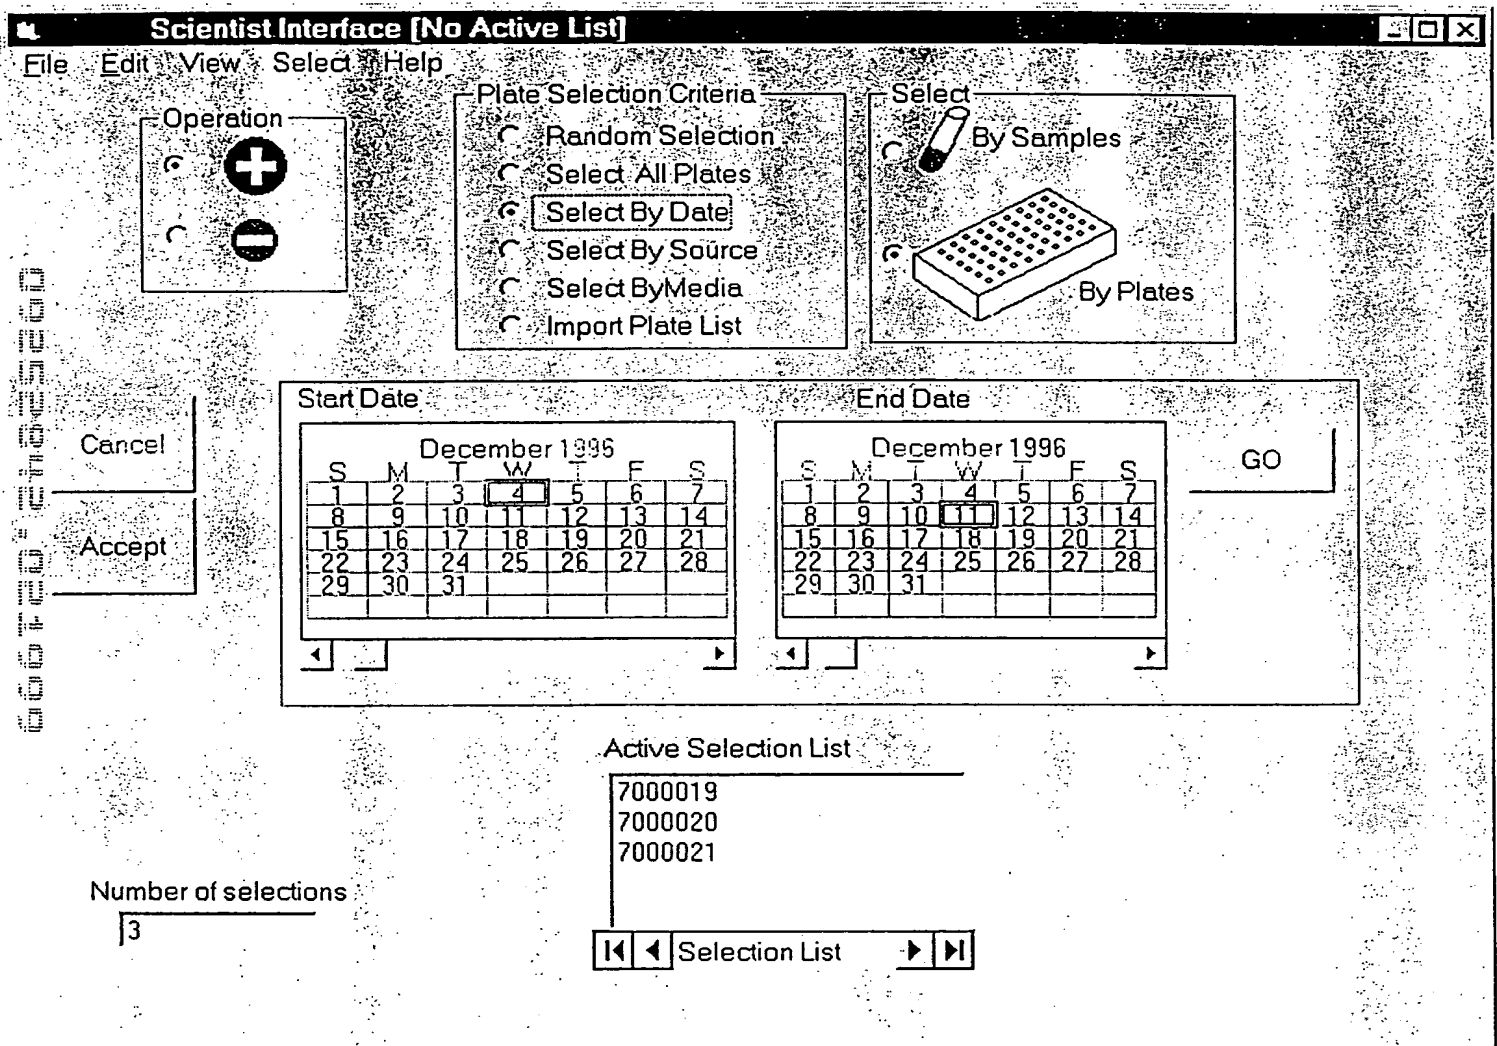 Scientist Interface [No Active List]
File Edit View Select Help
Operation
Plate Selection Criteria
Random Selection
Select All Plates
Select By Date
Select By Source
Select ByMedia
Import Plate List
Select
By Samples
By Plates
Cancel
Accept
Start Date
December 1996
S M T W T F S
1 2 3 4 5 6 7
8 9 10 11 12 13 14
15 16 17 18 19 20 21
22 23 24 25 26 27 28
29 30 31
End Date
December 1996
S M T W T F S
1 2 3 4 5 6 7
8 9 10 11 12 13 14
15 16 17 18 19 20 21
22 23 24 25 26 27 28
29 30 31
GO
Active Selection List
7000019
7000020
7000021
Number of selections
3
Selection List